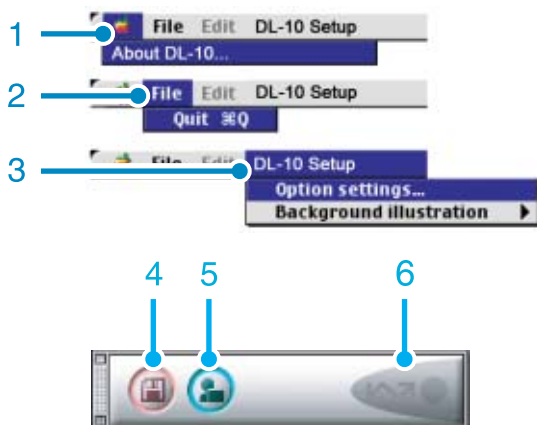 1 File Edit DL-10 Setup
About DL-10...
2 File Edit DL-10 Setup
Quit ⌘Q
3 File Edit DL-10 Setup
Option settings...
Background illustration
4 5 6